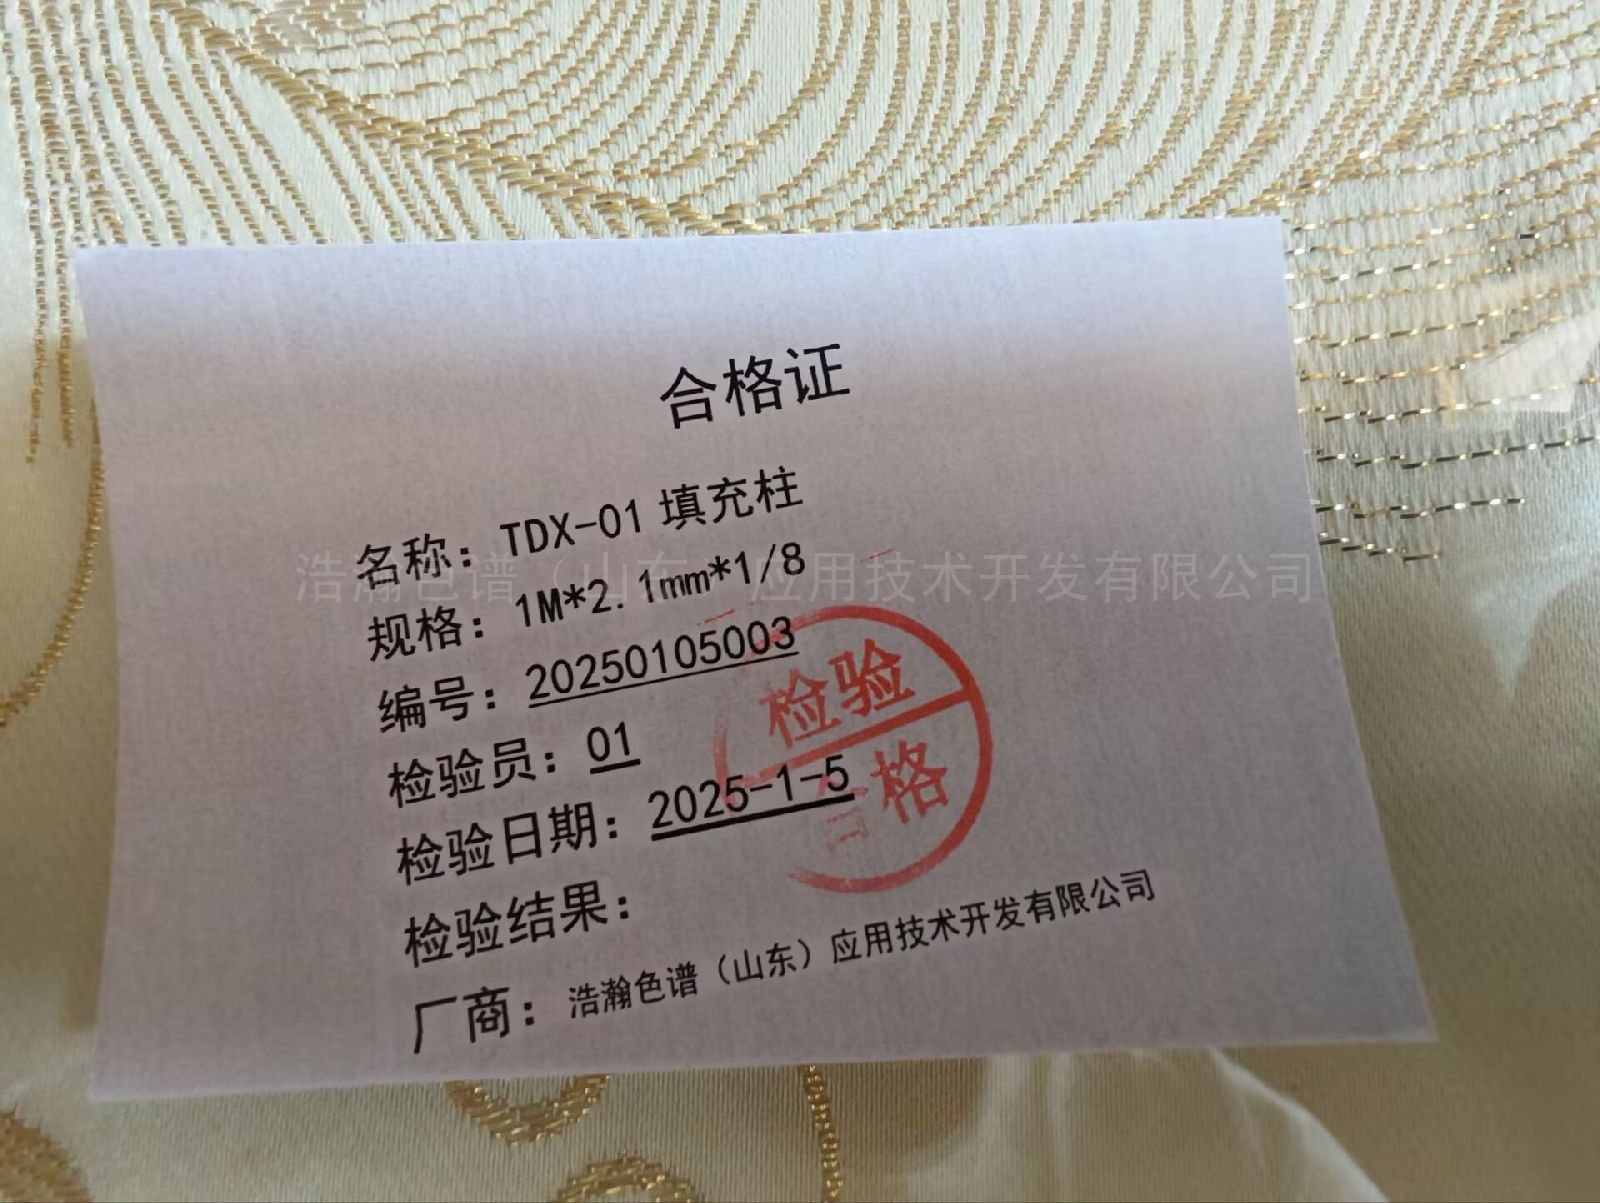 合格证
名称：TDX-01 填充柱
规格：1M*2.1mm*1/8
编号：20250105003
检验员：01
检验日期：2025-1-5
检验结果：
厂商：浩瀚色谱（山东）应用技术开发有限公司
检验
合格
浩瀚色谱（山东）应用技术开发有限公司